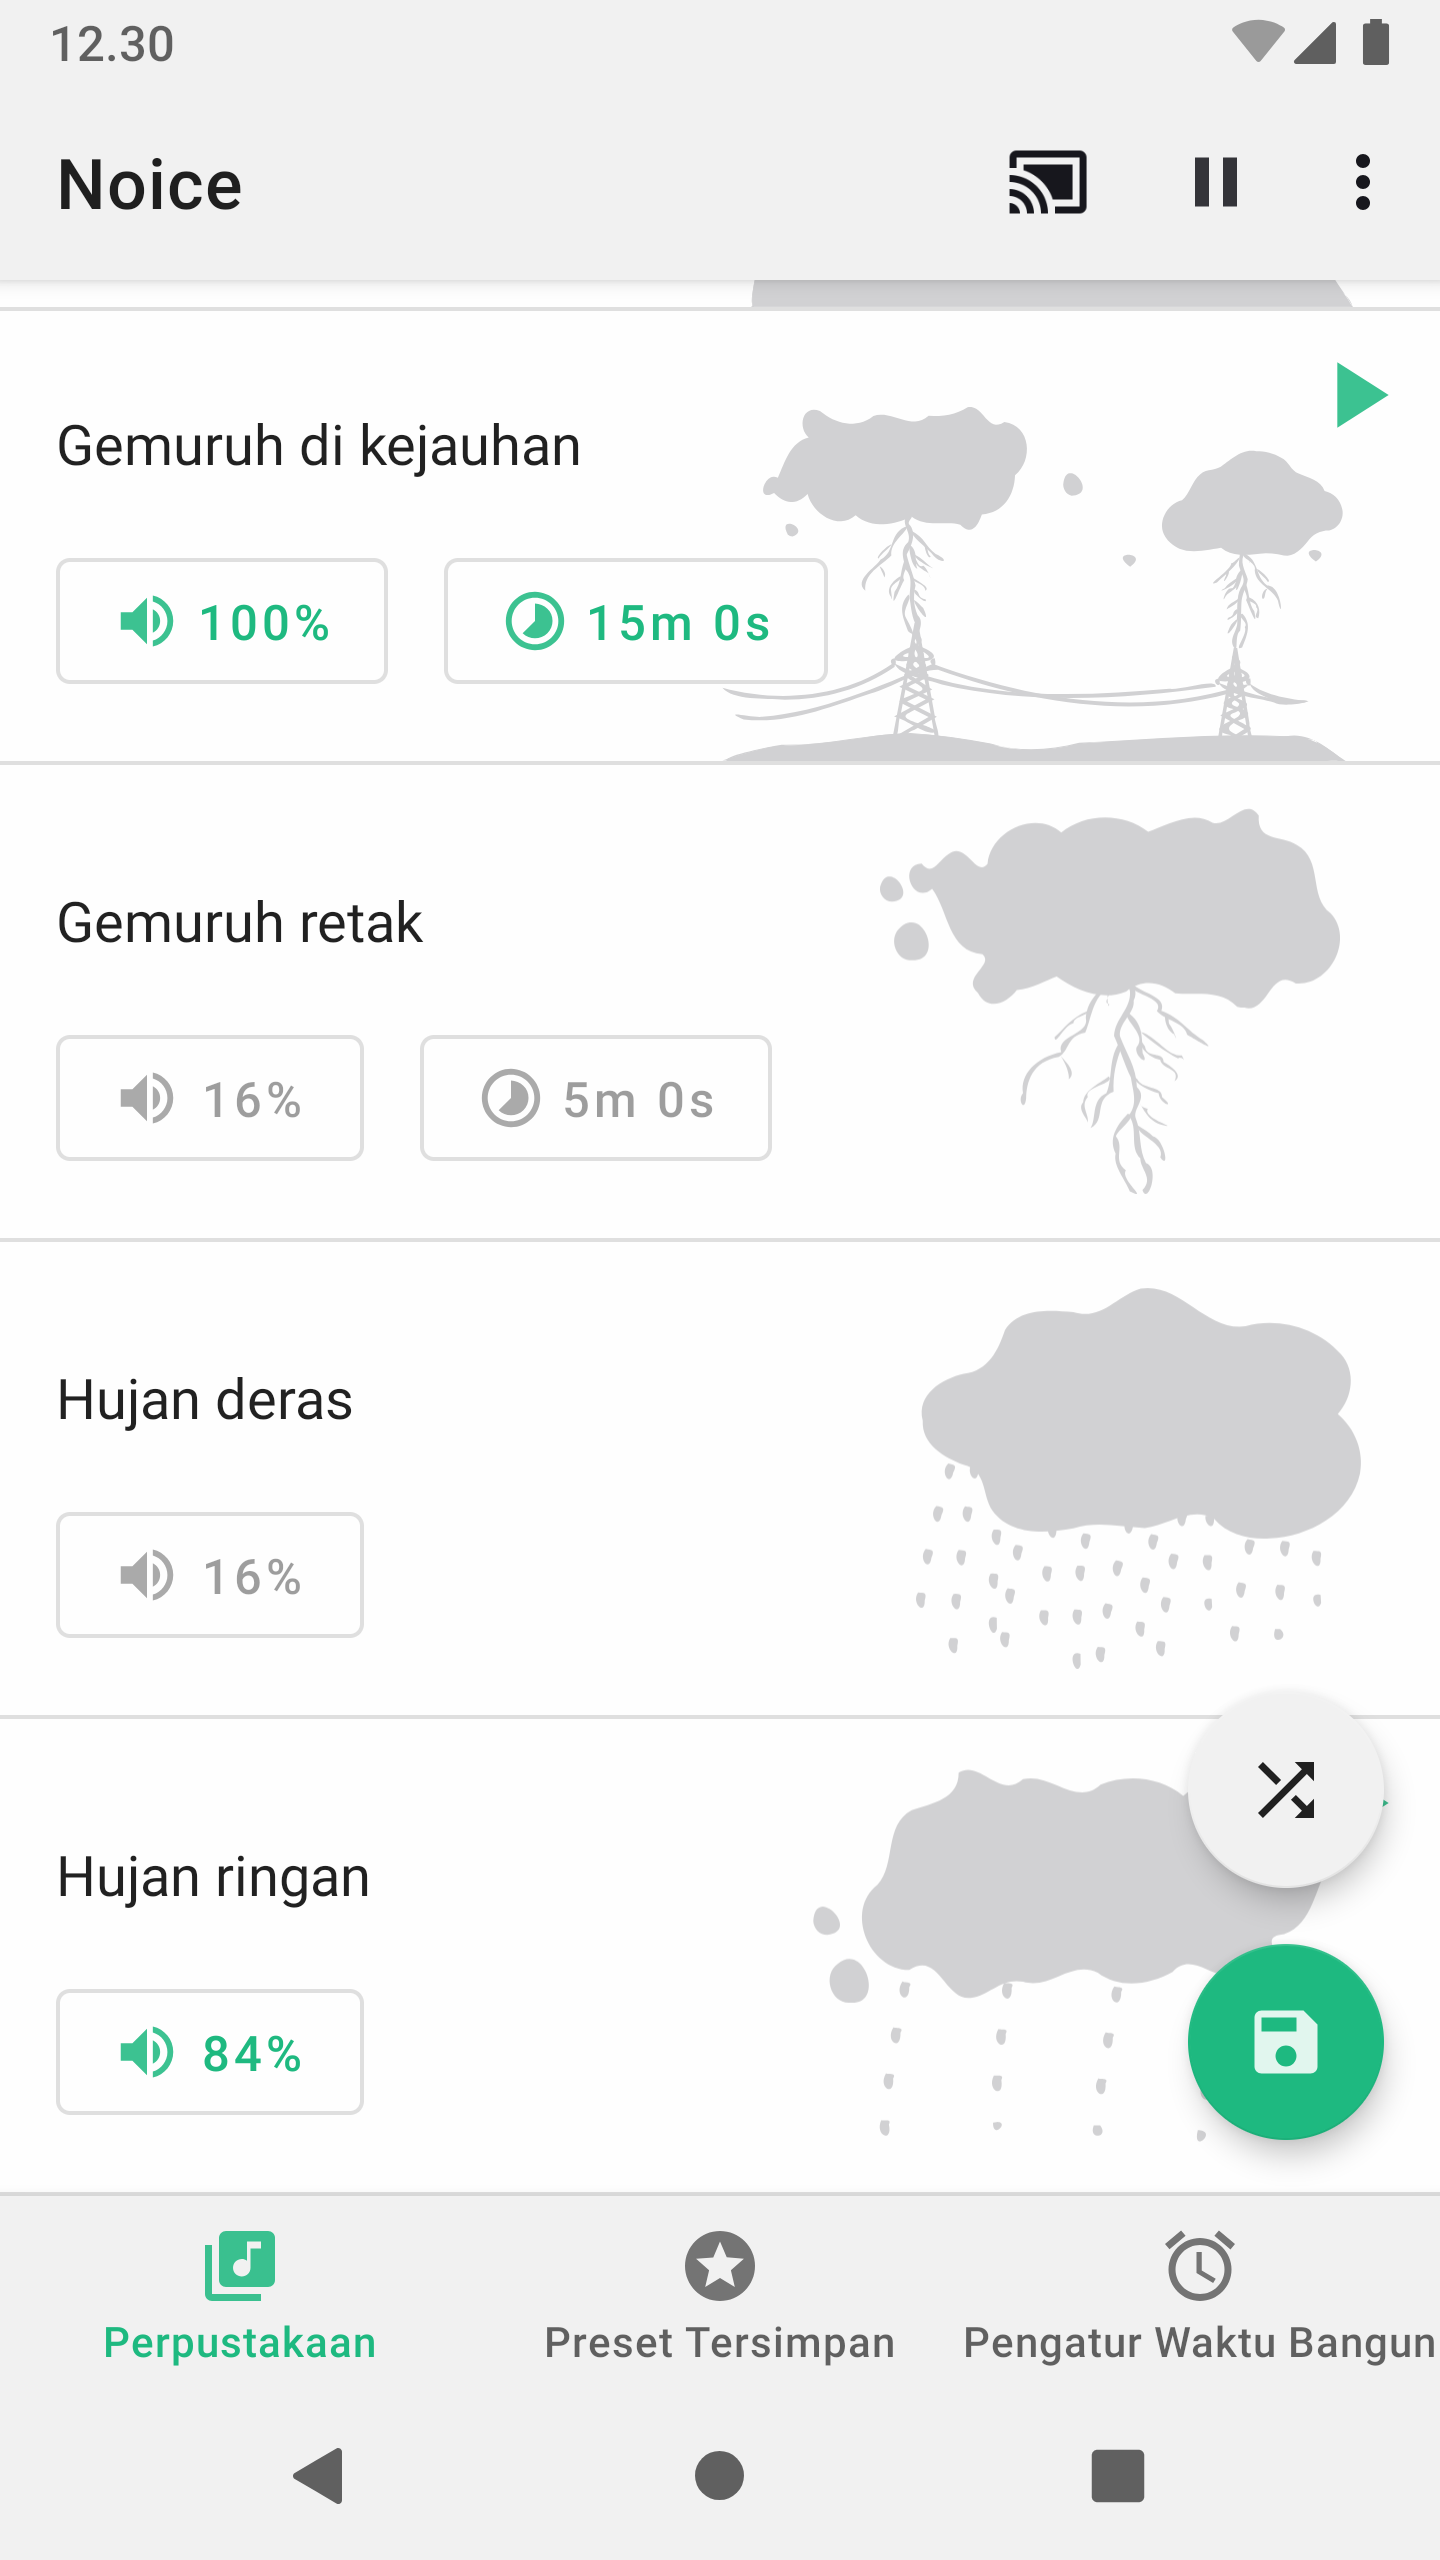 12.30
Noice
Gemuruh di kejauhan
100%
15m 0s
Gemuruh retak
16%
5m 0s
Hujan deras
16%
Hujan ringan
84%
Perpustakaan
Preset Tersimpan
Pengatur Waktu Bangun